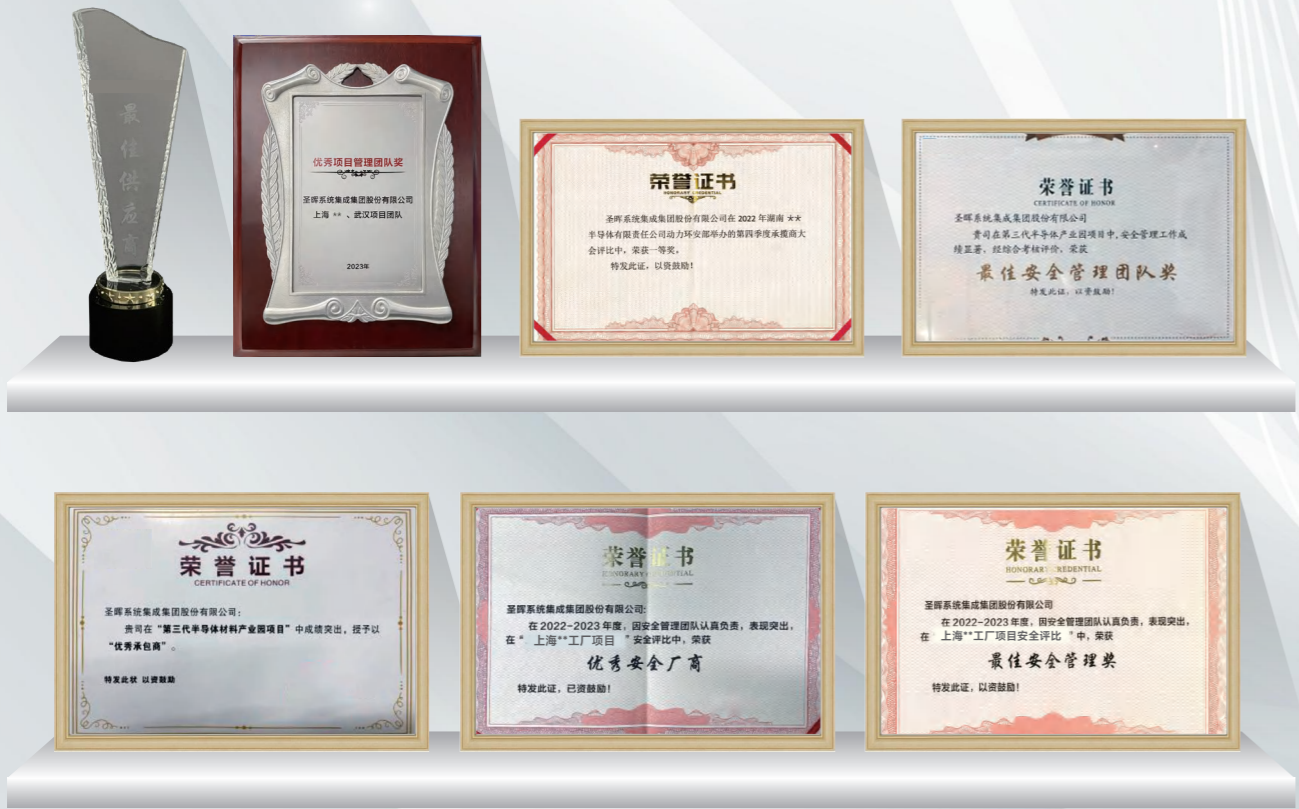 最佳供应商
优秀项目管理团队奖
圣晖系统集成集团股份有限公司
上海 ** 、武汉项目团队
2023年
荣誉证书
HONORARY CREDENTIAL
圣晖系统集成集团股份有限公司在 2022 年湖南 **
半导体有限责任公司动力环安部举办的第四季度承揽商大
会评比中，荣获一等奖。
特发此证，以资鼓励！
荣誉证书
CERTIFICATE OF HONOR
圣晖系统集成集团股份有限公司
贵司在第三代半导体产业园项目中,安全管理工作成
绩显著，经综合考核评价，荣获
最佳安全管理团队奖
特发此证，以资鼓励！
荣誉证书
CERTIFICATE OF HONOR
圣晖系统集成集团股份有限公司：
贵司在“第三代半导体材料产业园项目”中成绩突出，授予以
“优秀承包商”。
特发此状 以资鼓励
荣誉证书
HONORARY CREDENTIAL
圣晖系统集成集团股份有限公司:
在2022-2023年度，因安全管理团队认真负责，表现突出，
在“ 上海**工厂项目 ”安全评比中，荣获
优秀安全厂商
特发此证，已资鼓励！
荣誉证书
HONORARY CREDENTIAL
圣晖系统集成集团股份有限公司
在2022-2023年度，因安全管理团队认真负责，表现突出，
在 上海**工厂项目安全评比 ”中，荣获
最佳安全管理奖
特发此证，以资鼓励！